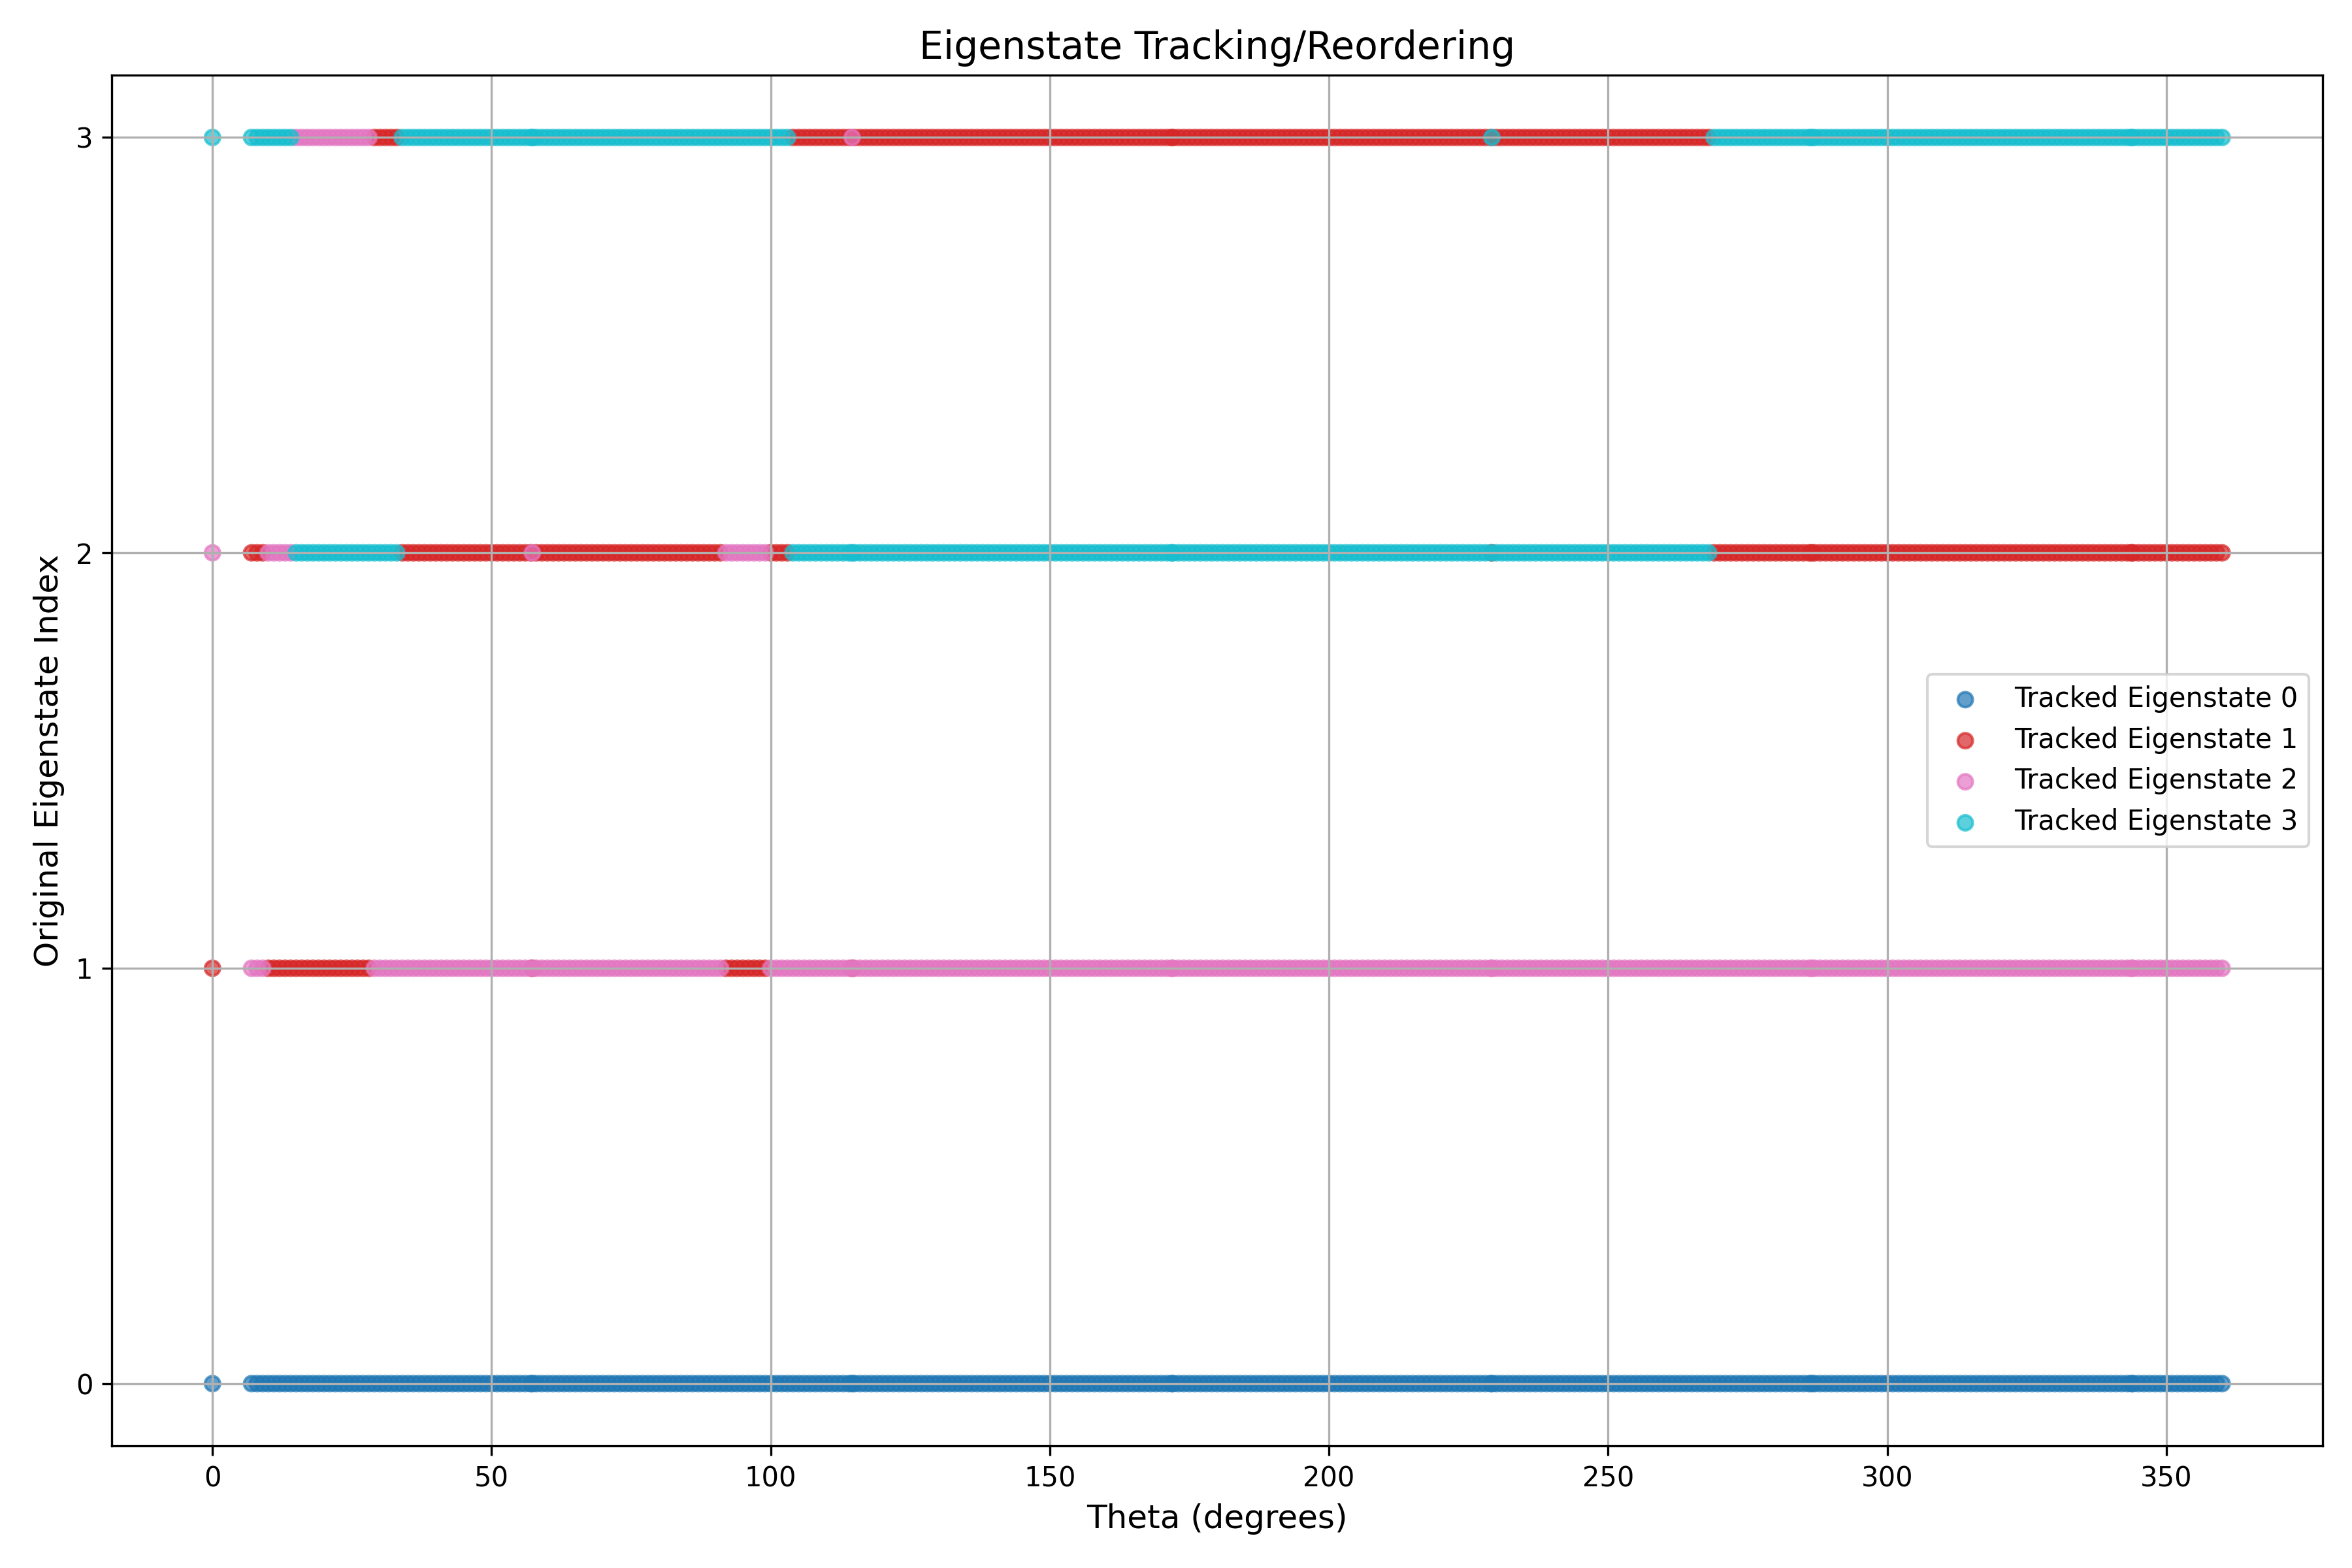 Eigenstate Tracking/Reordering
Original Eigenstate Index
3
2
1
0
Tracked Eigenstate 0
Tracked Eigenstate 1
Tracked Eigenstate 2
Tracked Eigenstate 3
0 50 100 150 200 250 300 350
Theta (degrees)